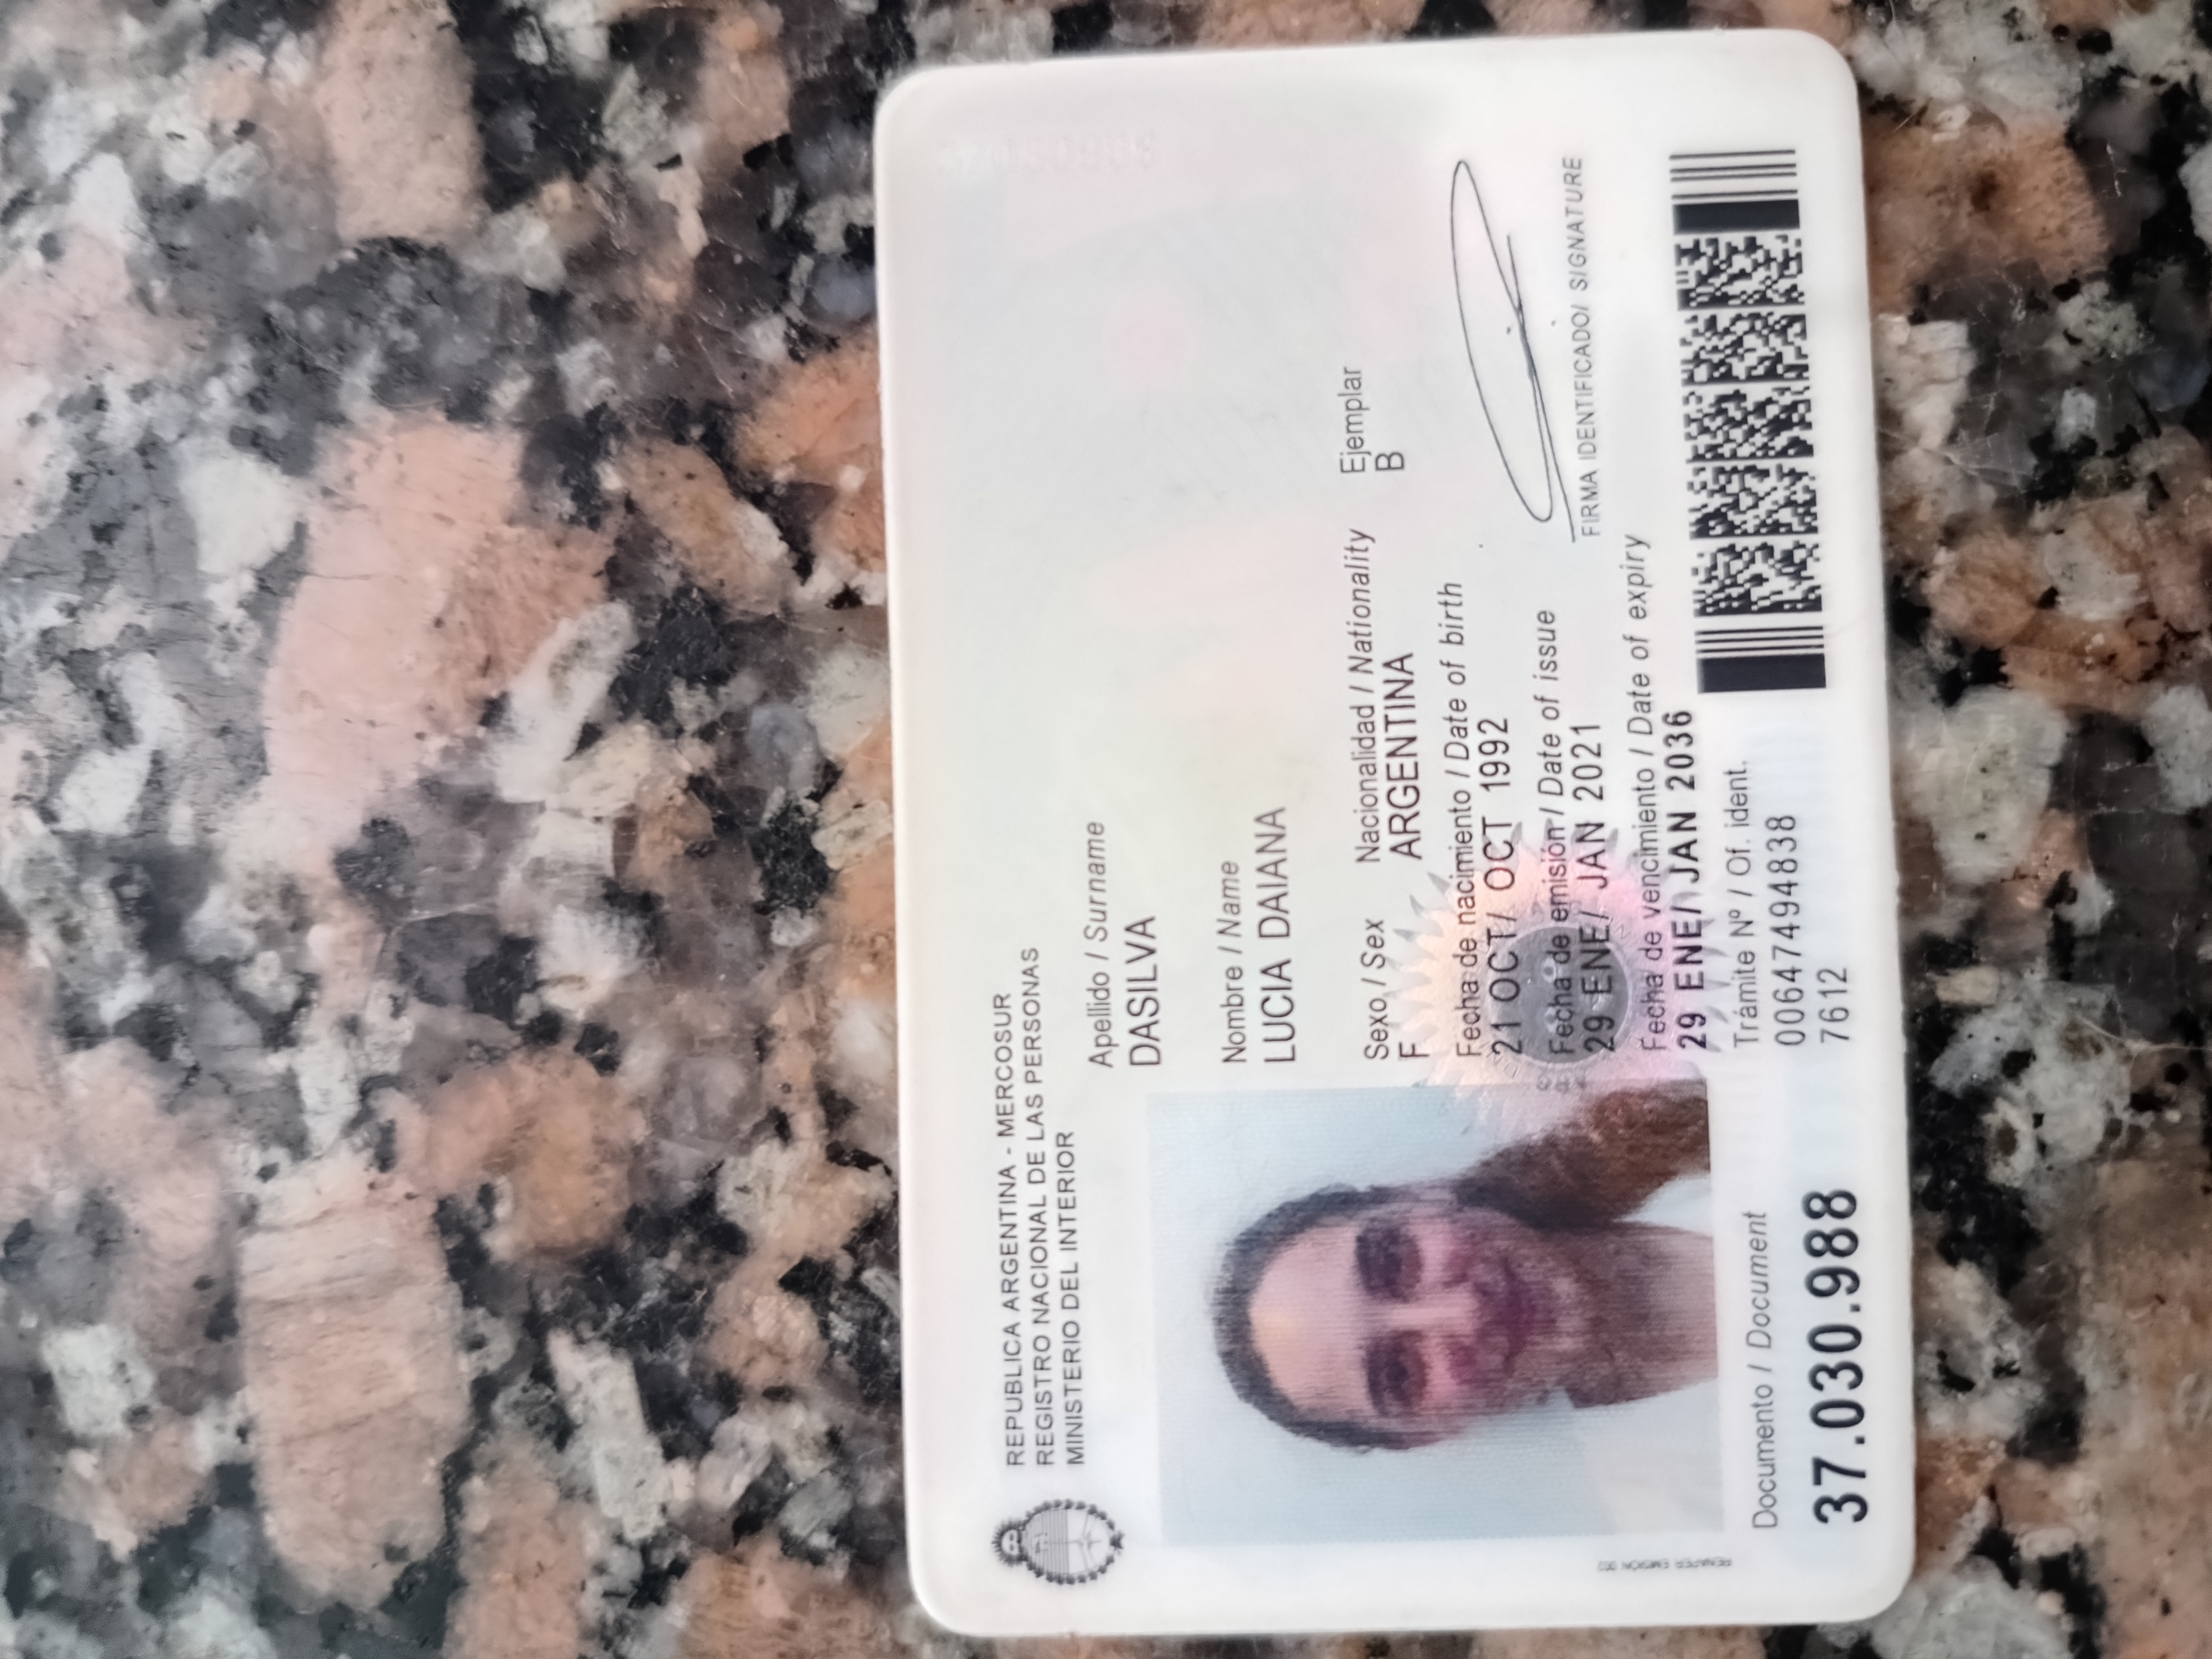 REPUBLICA ARGENTINA - MERCOSUR
REGISTRO NACIONAL DE LAS PERSONAS
MINISTERIO DEL INTERIOR
Apellido / Surname
DASILVA
Nombre / Name
LUCIA DAIANA
Sexo / Sex Nacionalidad / Nationality Ejemplar
F ARGENTINA B
Fecha de nacimiento / Date of birth
21 OCT/ OCT 1992
Fecha de emisión / Date of issue
29 ENE/ JAN 2021
Fecha de vencimiento / Date of expiry
29 ENE/ JAN 2036
FIRMA IDENTIFICADO/ SIGNATURE
RENAPER EMISIÓN 002
Documento / Document
37.030.988
Trámite Nº / Of. ident.
00647494838
7612